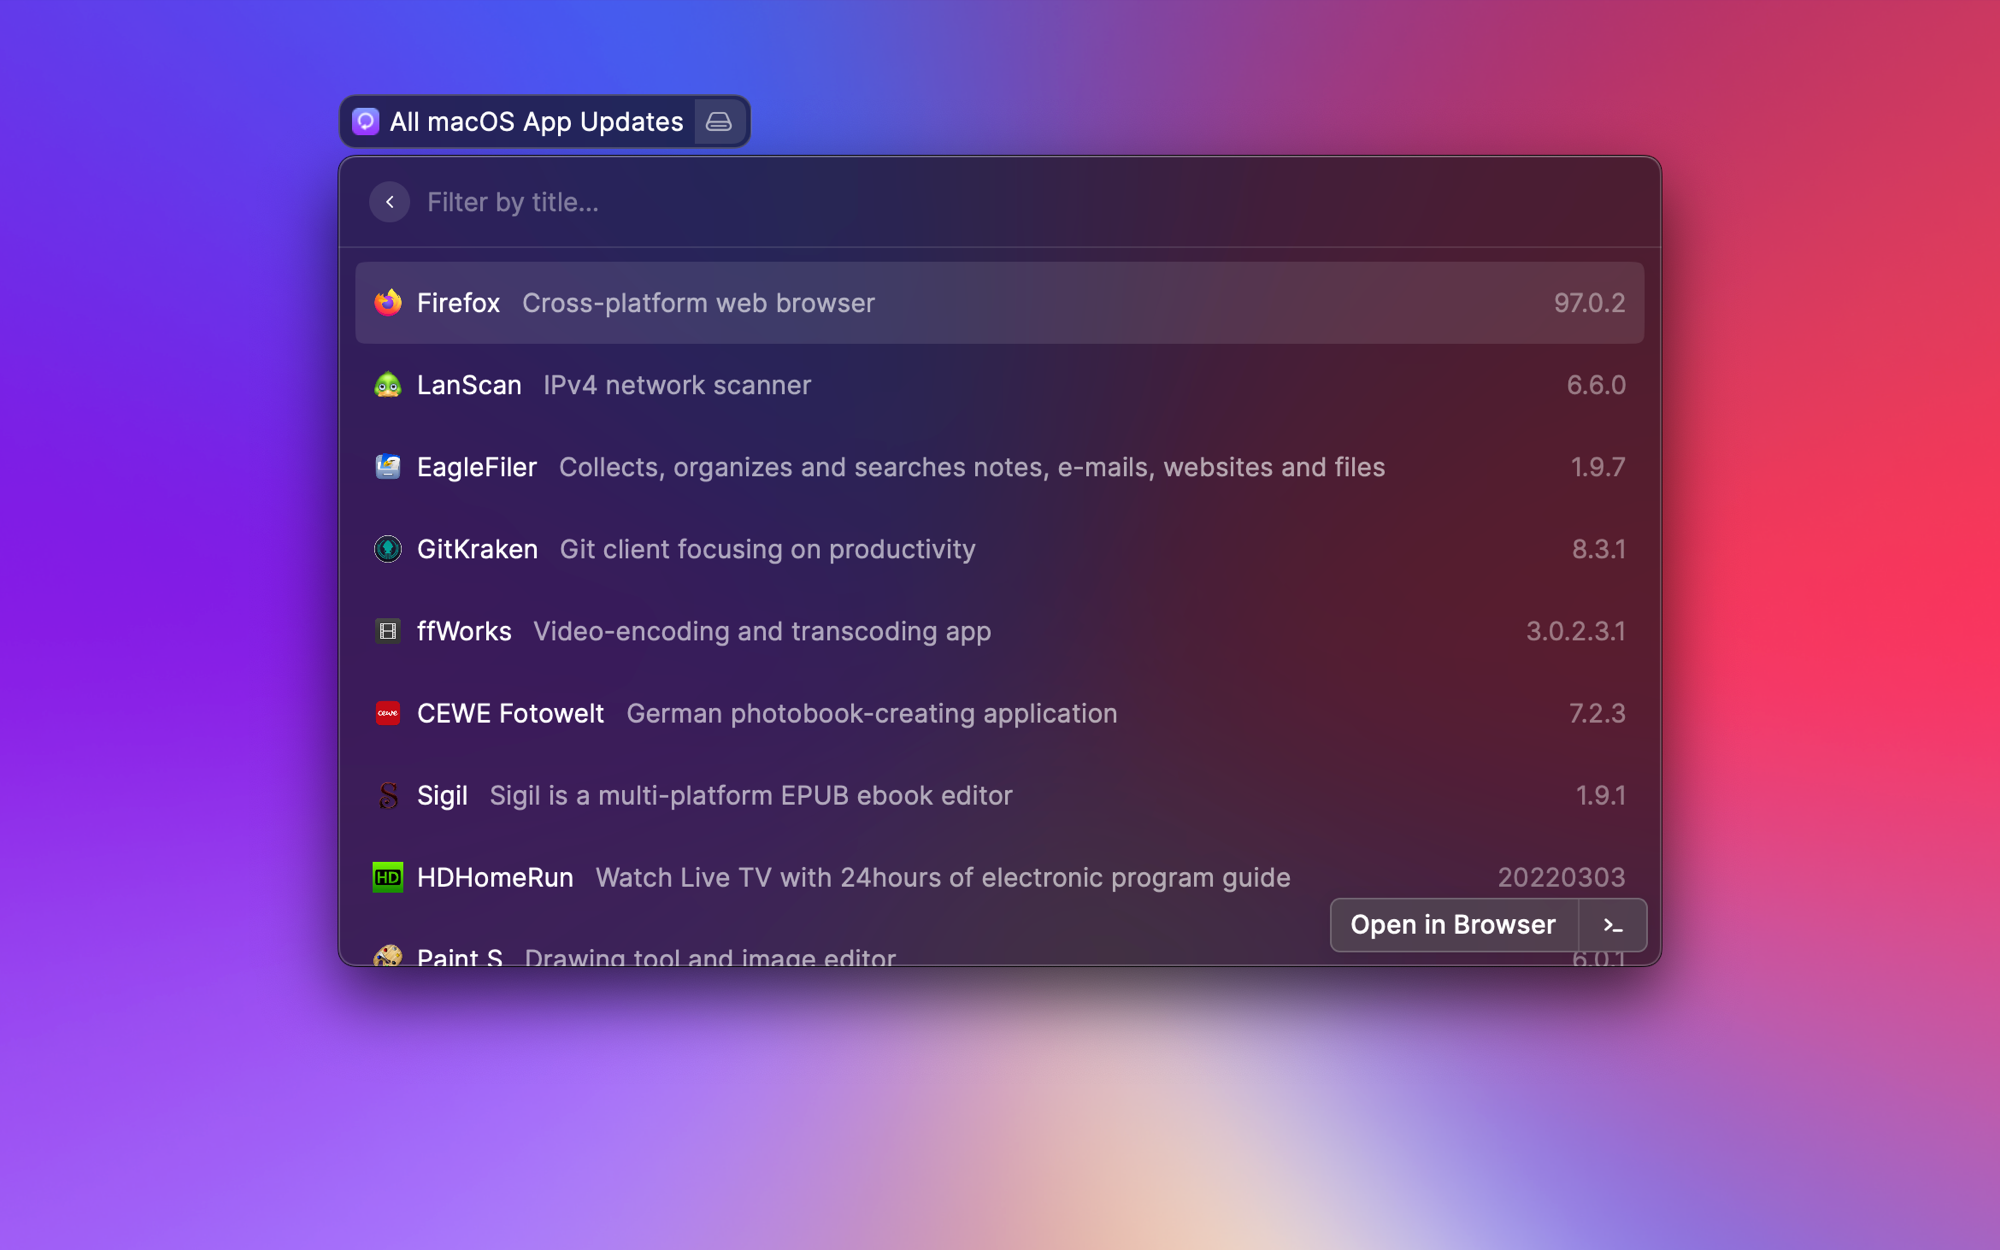 All macOS App Updates
Filter by title...
Firefox Cross-platform web browser 97.0.2
LanScan IPv4 network scanner 6.6.0
EagleFiler Collects, organizes and searches notes, e-mails, websites and files 1.9.7
GitKraken Git client focusing on productivity 8.3.1
ffWorks Video-encoding and transcoding app 3.0.2.3.1
cewe CEWE Fotowelt German photobook-creating application 7.2.3
Sigil Sigil is a multi-platform EPUB ebook editor 1.9.1
HD HDHomeRun Watch Live TV with 24hours of electronic program guide 20220303
Open in Browser >_
Paint S Drawing tool and image editor 6.0.1